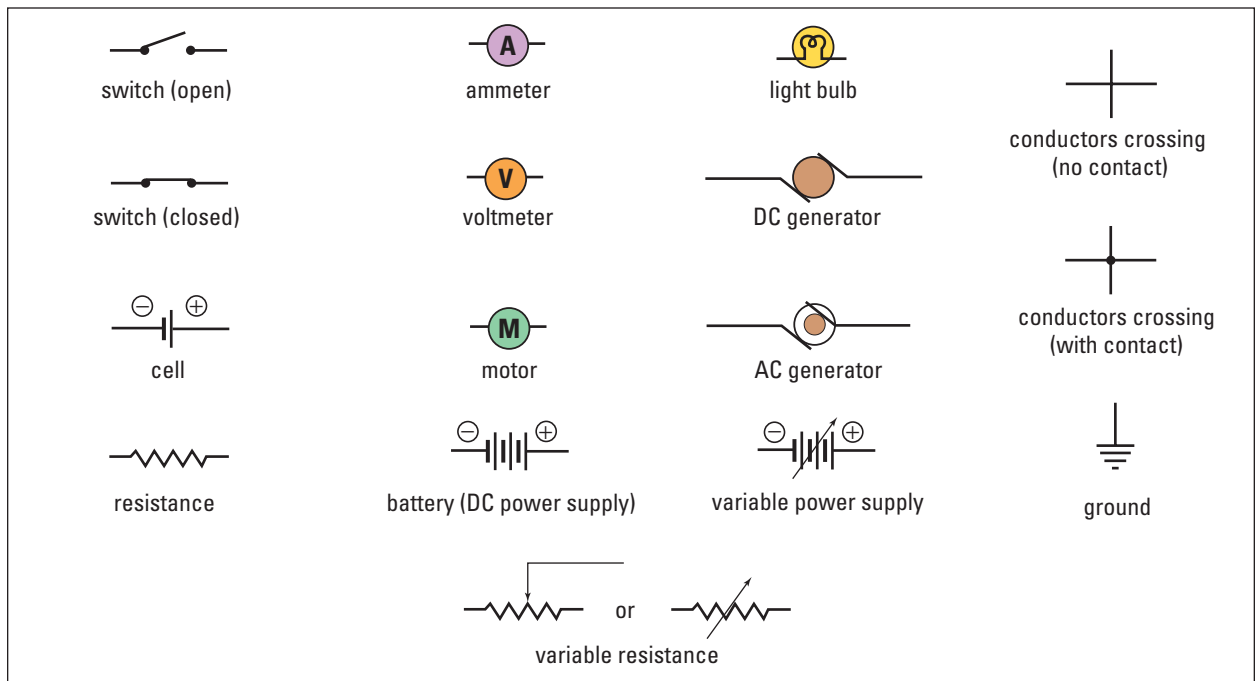 A
switch (open)
ammeter
light bulb
conductors crossing
(no contact)
V
switch (closed)
voltmeter
DC generator
− +
M
cell
motor
AC generator
conductors crossing
(with contact)
− +
− +
resistance
battery (DC power supply)
variable power supply
ground
or
variable resistance